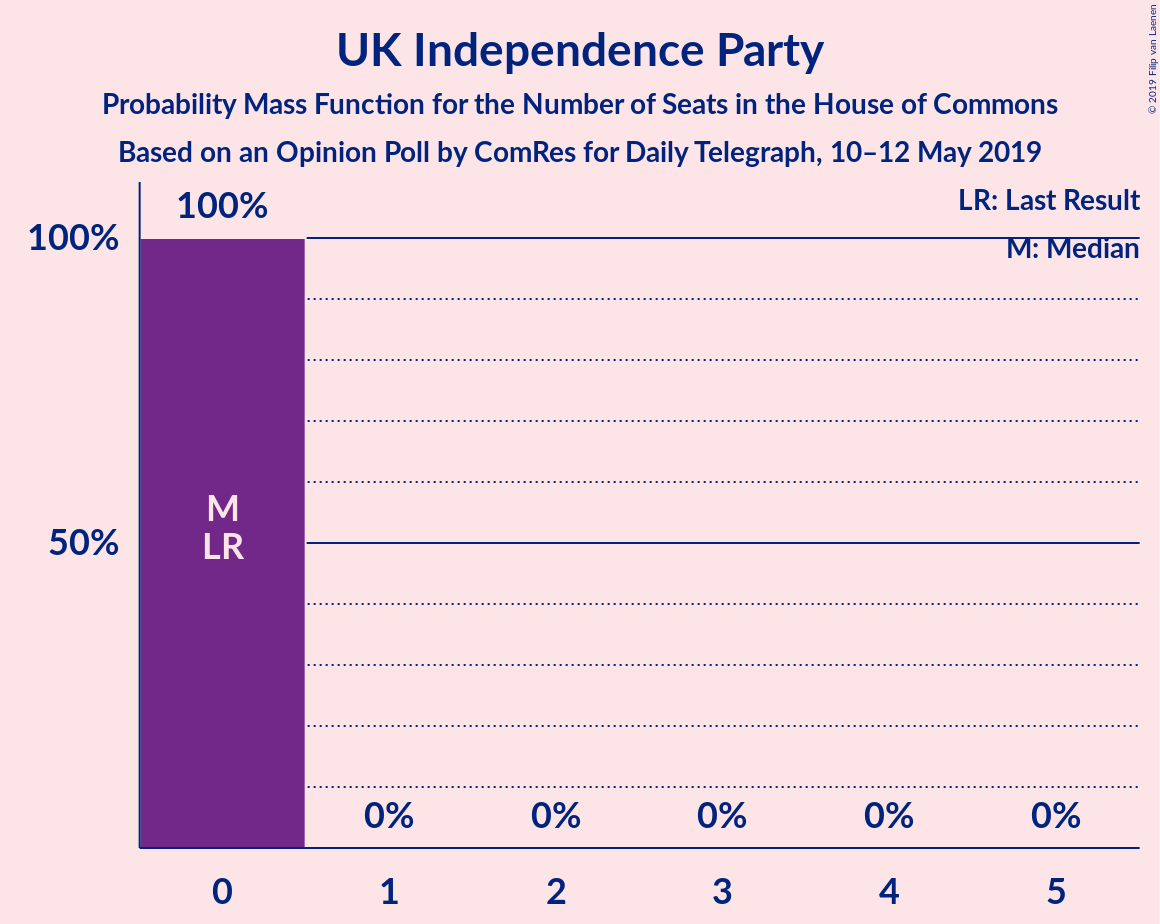 UK Independence Party
Probability Mass Function for the Number of Seats in the House of Commons
Based on an Opinion Poll by ComRes for Daily Telegraph, 10–12 May 2019
© 2019 Filip van Laenen
LR: Last Result
M: Median
100%
100%
50%
M
LR
0% 0% 0% 0% 0%
0 1 2 3 4 5